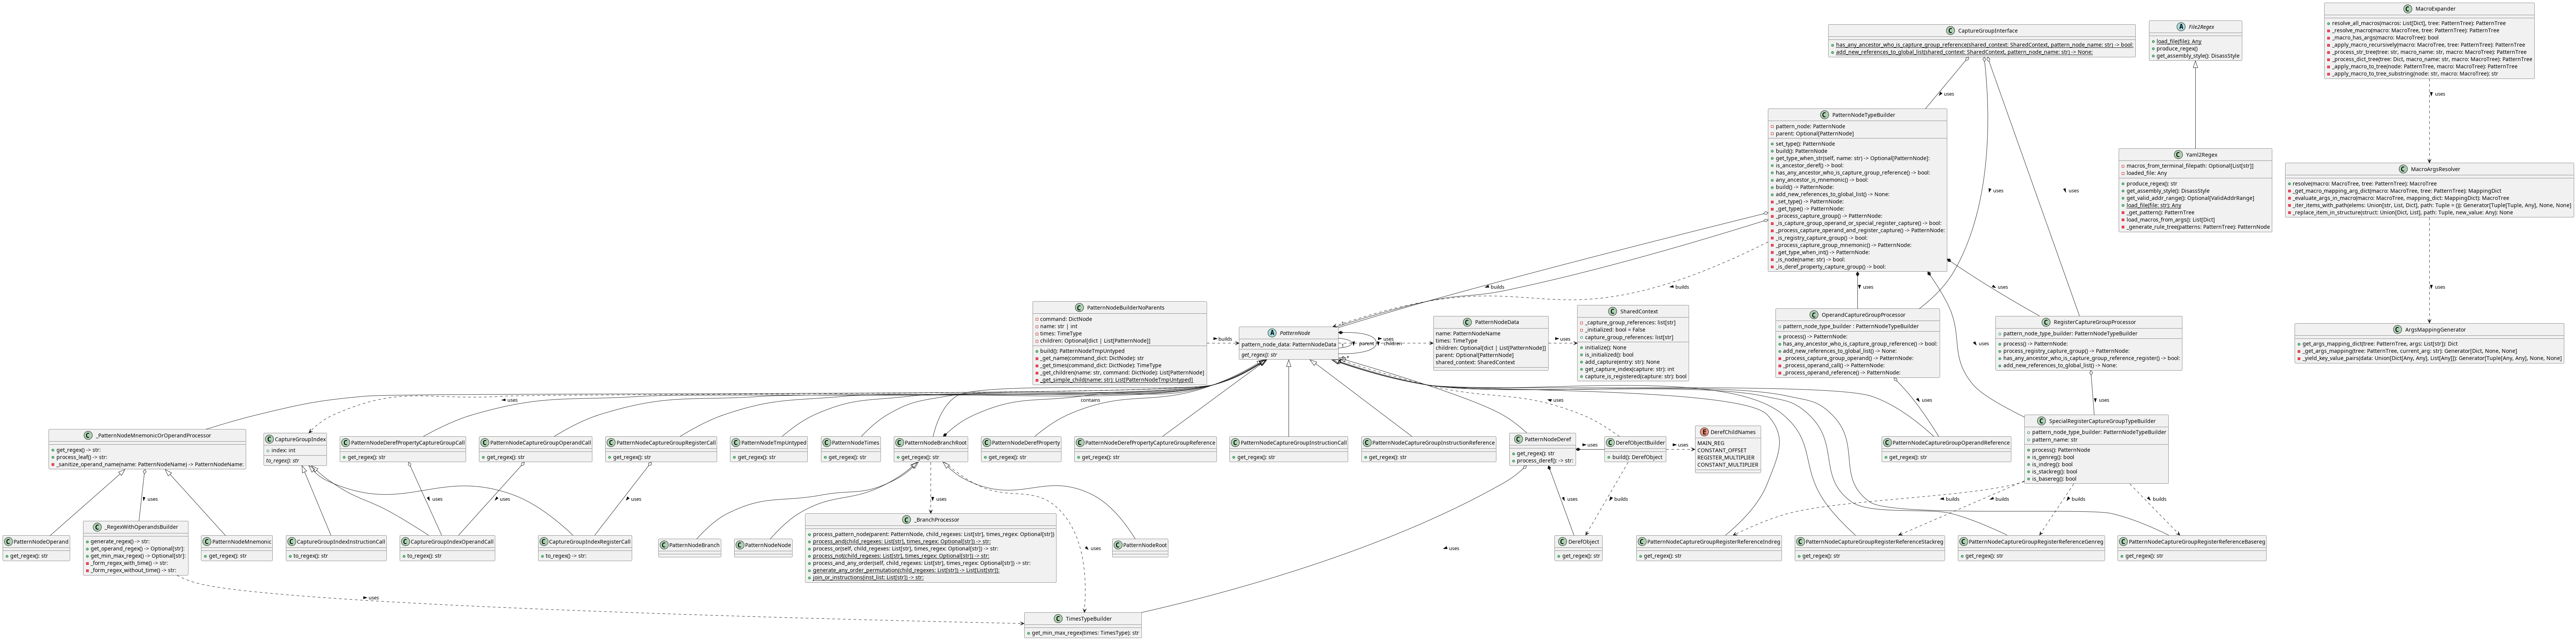 MacroExpander
resolve_all_macros(macros: List[Dict], tree: PatternTree): PatternTree
_resolve_macro(macro: MacroTree, tree: PatternTree): PatternTree
_macro_has_args(macro: MacroTree): bool
_apply_macro_recursively(macro: MacroTree, tree: PatternTree): PatternTree
_process_str_tree(tree: str, macro_name: str, macro: MacroTree): PatternTree
_process_dict_tree(tree: Dict, macro_name: str, macro: MacroTree): PatternTree
_apply_macro_to_tree(node: PatternTree, macro: MacroTree): PatternTree
_apply_macro_to_tree_substring(node: str, macro: MacroTree): str
CaptureGroupInterface
has_any_ancestor_who_is_capture_group_reference(shared_context: SharedContext, pattern_node_name: str) -> bool:
add_new_references_to_global_list(shared_context: SharedContext, pattern_node_name: str) -> None:
File2Regex
load_file(file): Any
produce_regex()
get_assembly_style(): DisassStyle
uses
uses
PatternNodeTypeBuilder
pattern_node: PatternNode
parent: Optional[PatternNode]
set_type(): PatternNode
build(): PatternNode
get_type_when_str(self, name: str) -> Optional[PatternNode]:
is_ancestor_deref() -> bool:
has_any_ancestor_who_is_capture_group_reference() -> bool:
any_ancestor_is_mnemonic() -> bool:
build() -> PatternNode:
add_new_references_to_global_list() -> None:
_set_type() -> PatternNode:
_get_type() -> PatternNode:
_process_capture_group() -> PatternNode:
_is_capture_group_operand_or_special_register_capture() -> bool:
_process_capture_operand_and_register_capture() -> PatternNode:
_is_registry_capture_group() -> bool:
_process_capture_group_mnemonic() -> PatternNode:
_get_type_when_int() -> PatternNode:
_is_node(name: str) -> bool:
_is_deref_property_capture_group() -> bool:
uses
uses
Yaml2Regex
macros_from_terminal_filepath: Optional[List[str]]
loaded_file: Any
produce_regex(): str
get_assembly_style(): DisassStyle
get_valid_addr_range(): Optional[ValidAddrRange]
load_file(file: str): Any
_get_pattern(): PatternTree
load_macros_from_args(): List[Dict]
_generate_rule_tree(patterns: PatternTree): PatternNode
MacroArgsResolver
resolve(macro: MacroTree, tree: PatternTree): MacroTree
_get_macro_mapping_arg_dict(macro: MacroTree, tree: PatternTree): MappingDict
_evaluate_args_in_macro(macro: MacroTree, mapping_dict: MappingDict): MacroTree
_iter_items_with_path(elems: Union[str, List, Dict], path: Tuple = ()): Generator[Tuple[Tuple, Any], None, None]
_replace_item_in_structure(struct: Union[Dict, List], path: Tuple, new_value: Any): None
builds
builds
uses
uses
uses
PatternNodeBuilderNoParents
command: DictNode
name: str | int
times: TimeType
children: Optional[dict | List[PatternNode]]
build(): PatternNodeTmpUntyped
_get_name(command_dict: DictNode): str
_get_times(command_dict: DictNode): TimeType
_get_children(name: str, command: DictNode): List[PatternNode]
_get_simple_child(name: str): List[PatternNodeTmpUntyped]
builds
PatternNode
pattern_node_data: PatternNodeData
get_regex(): str
parent
children
uses
PatternNodeData
name: PatternNodeName
times: TimeType
children: Optional[dict | List[PatternNode]]
parent: Optional[PatternNode]
shared_context: SharedContext
uses
SharedContext
_capture_group_references: list[str]
_initialized: bool = False
capture_group_references: list[str]
initialize(): None
is_initialized(): bool
add_capture(entry: str): None
get_capture_index(capture: str): int
capture_is_registered(capture: str): bool
OperandCaptureGroupProcessor
pattern_node_type_builder : PatternNodeTypeBuilder
process() -> PatternNode:
has_any_ancestor_who_is_capture_group_reference() -> bool:
add_new_references_to_global_list() -> None:
_process_capture_group_operand() -> PatternNode:
_process_operand_call() -> PatternNode:
_process_operand_reference() -> PatternNode:
uses
RegisterCaptureGroupProcessor
pattern_node_type_builder: PatternNodeTypeBuilder
process() -> PatternNode:
process_registry_capture_group() -> PatternNode:
has_any_ancestor_who_is_capture_group_reference_register() -> bool:
add_new_references_to_global_list() -> None:
ArgsMappingGenerator
get_args_mapping_dict(tree: PatternTree, args: List[str]): Dict
_get_args_mapping(tree: PatternTree, current_arg: str): Generator[Dict, None, None]
_yield_key_value_pairs(data: Union[Dict[Any, Any], List[Any]]): Generator[Tuple[Any, Any], None, None]
uses
contains
uses
uses
uses
_PatternNodeMnemonicOrOperandProcessor
get_regex() -> str:
process_leaf() -> str:
_sanitize_operand_name(name: PatternNodeName) -> PatternNodeName:
CaptureGroupIndex
index: int
to_regex(): str
PatternNodeDerefPropertyCaptureGroupCall
get_regex(): str
PatternNodeCaptureGroupOperandCall
get_regex(): str
PatternNodeCaptureGroupRegisterCall
get_regex(): str
PatternNodeTmpUntyped
get_regex(): str
PatternNodeTimes
get_regex(): str
PatternNodeBranchRoot
get_regex(): str
PatternNodeDerefProperty
get_regex(): str
PatternNodeDerefPropertyCaptureGroupReference
get_regex(): str
PatternNodeCaptureGroupInstructionCall
get_regex(): str
PatternNodeCaptureGroupInstructionReference
get_regex(): str
PatternNodeDeref
get_regex(): str
process_deref(): -> str:
uses
DerefObjectBuilder
build(): DerefObject
uses
DerefChildNames
MAIN_REG
CONSTANT_OFFSET
REGISTER_MULTIPLIER
CONSTANT_MULTIPLIER
PatternNodeCaptureGroupOperandReference
get_regex(): str
SpecialRegisterCaptureGroupTypeBuilder
pattern_node_type_builder: PatternNodeTypeBuilder
pattern_name: str
process(): PatternNode
is_genreg(): bool
is_indreg(): bool
is_stackreg(): bool
is_basereg(): bool
uses
uses
uses
uses
uses
uses
builds
builds
builds
builds
builds
PatternNodeOperand
get_regex(): str
_RegexWithOperandsBuilder
generate_regex() -> str:
get_operand_regex() -> Optional[str]:
get_min_max_regex() -> Optional[str]:
_form_regex_with_time() -> str:
_form_regex_without_time() -> str:
PatternNodeMnemonic
get_regex(): str
CaptureGroupIndexInstructionCall
to_regex(): str
CaptureGroupIndexOperandCall
to_regex(): str
CaptureGroupIndexRegisterCall
to_regex() -> str:
PatternNodeBranch
PatternNodeNode
_BranchProcessor
process_pattern_node(parent: PatternNode, child_regexes: List[str], times_regex: Optional[str])
process_and(child_regexes: List[str], times_regex: Optional[str]) -> str:
process_or(self, child_regexes: List[str], times_regex: Optional[str]) -> str:
process_not(child_regexes: List[str], times_regex: Optional[str]) -> str:
process_and_any_order(self, child_regexes: List[str], times_regex: Optional[str]) -> str:
generate_any_order_permutation(child_regexes: List[str]) -> List[List[str]]:
join_or_instructions(inst_list: List[str]) -> str:
uses
PatternNodeRoot
uses
DerefObject
get_regex(): str
PatternNodeCaptureGroupRegisterReferenceIndreg
get_regex(): str
PatternNodeCaptureGroupRegisterReferenceStackreg
get_regex(): str
PatternNodeCaptureGroupRegisterReferenceGenreg
get_regex(): str
PatternNodeCaptureGroupRegisterReferenceBasereg
get_regex(): str
uses
TimesTypeBuilder
get_min_max_regex(times: TimesType): str